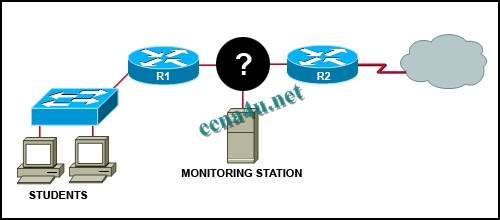 R1
?
R2
ccna4u.net
MONITORING STATION
STUDENTS